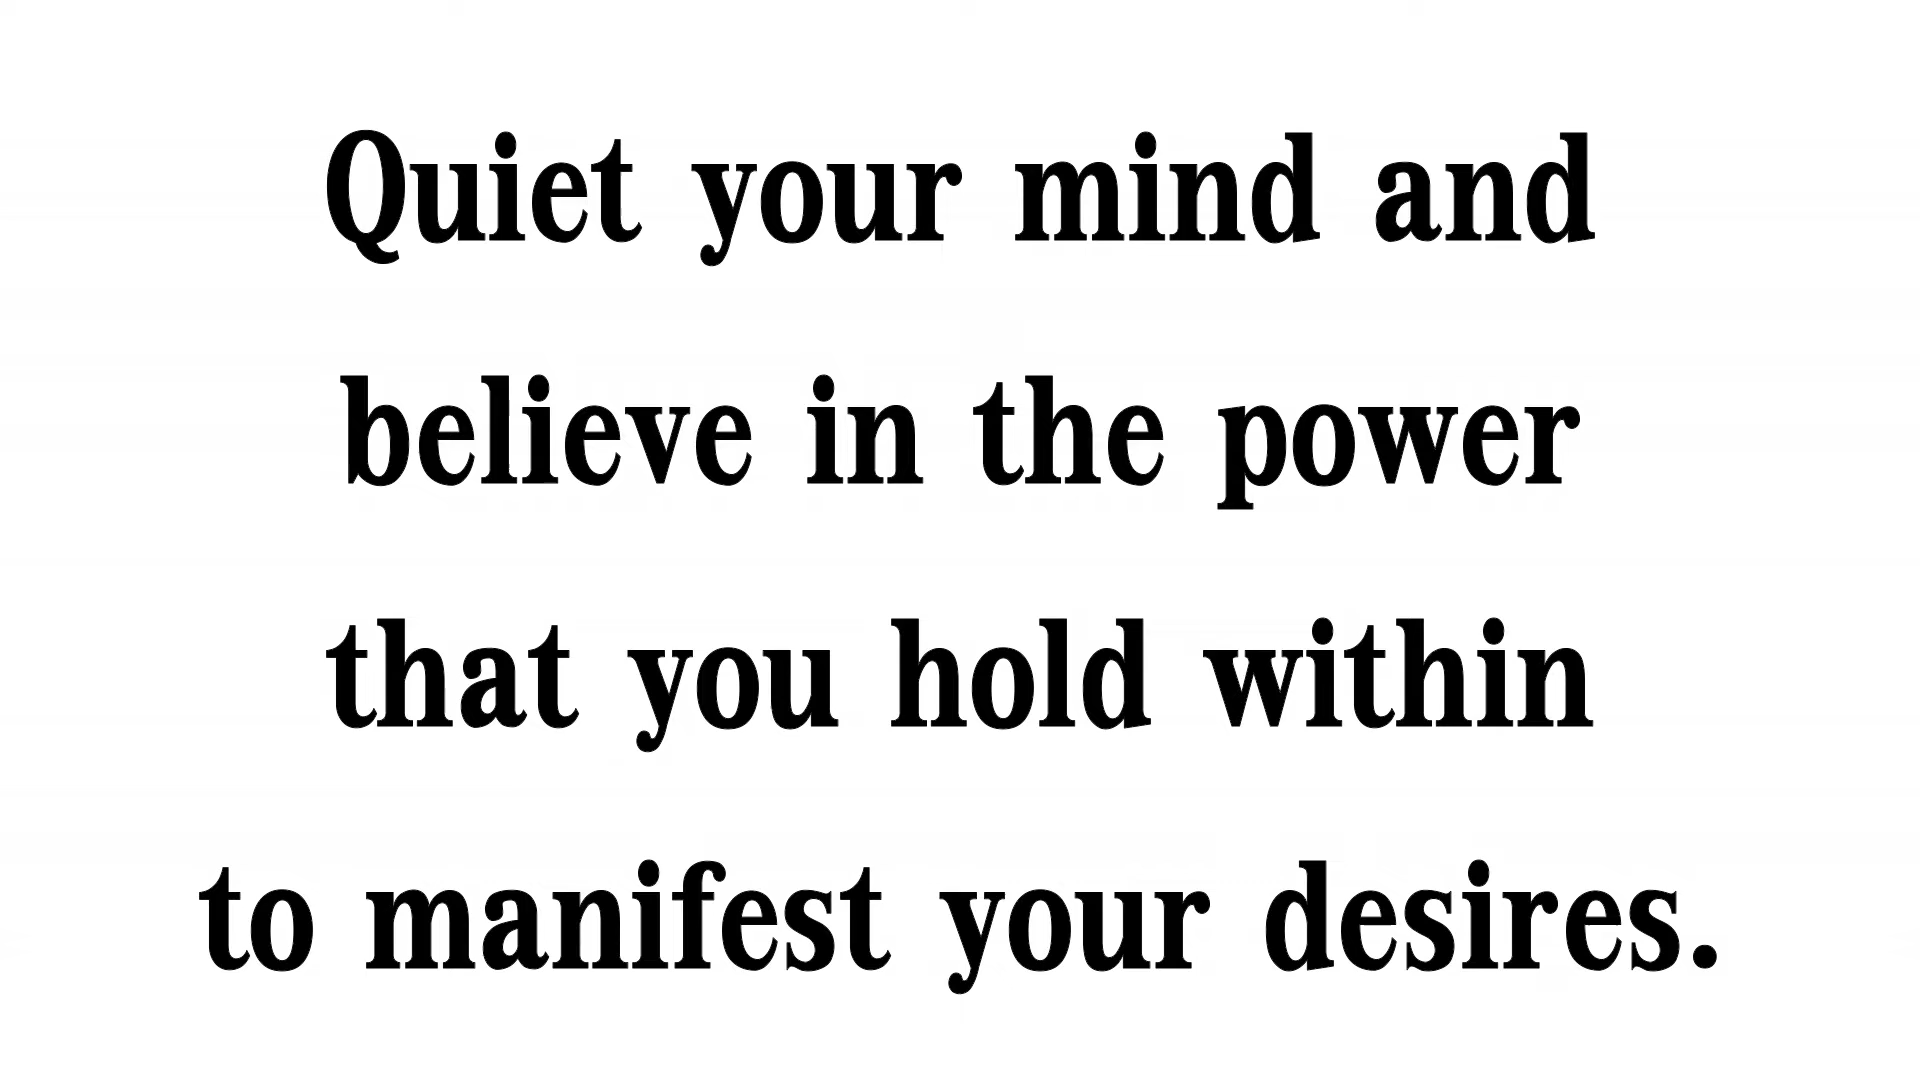 Quiet your mind and
believe in the power
that you hold within
to manifest your desires.